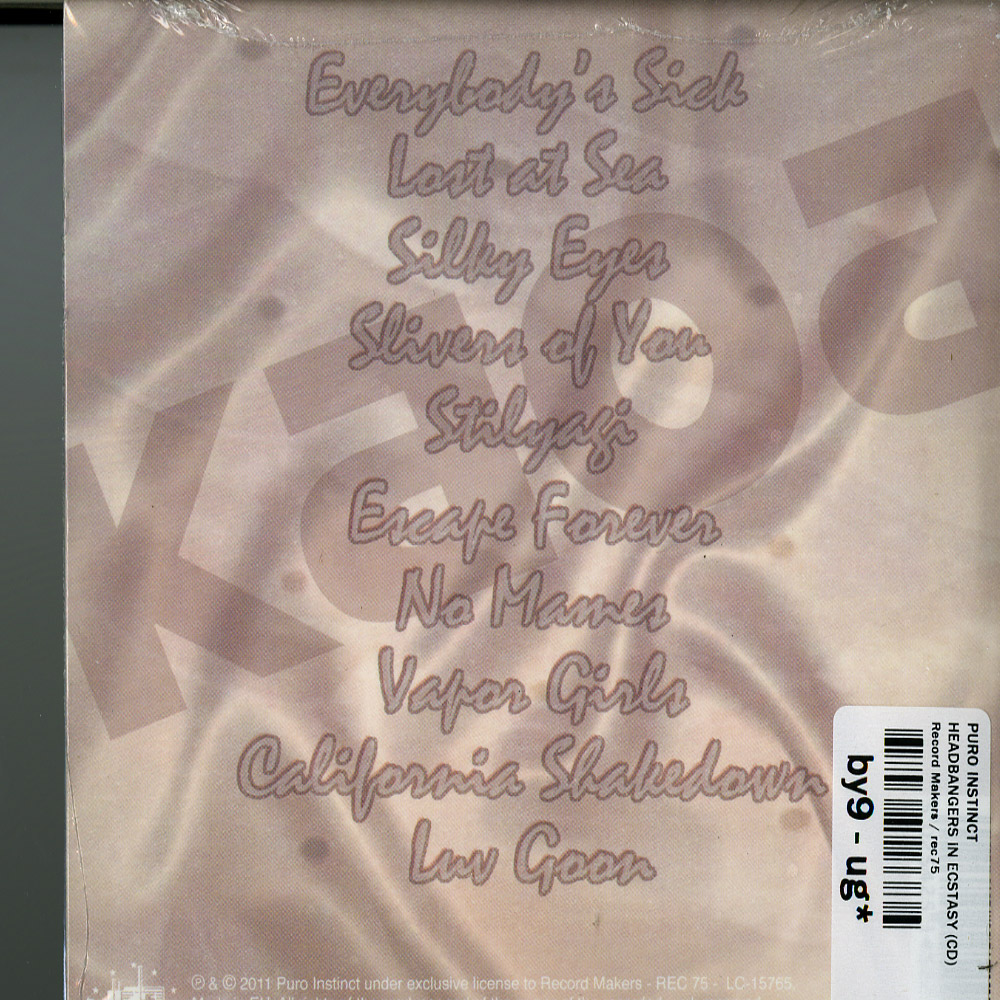 Everybody's Sick
Lost at Sea
Silky Eyes
Slivers of You
Stilyagi
Escape Forever
No Mames
Vapor Girls
California Shakedown
Luv Goon
kaoa
PURO INSTINCT
HEADBANGERS IN ECSTASY (CD)
Record Makers / rec75
by9 - ug*
℗ & © 2011 Puro Instinct under exclusive license to Record Makers - REC 75 - LC-15765.